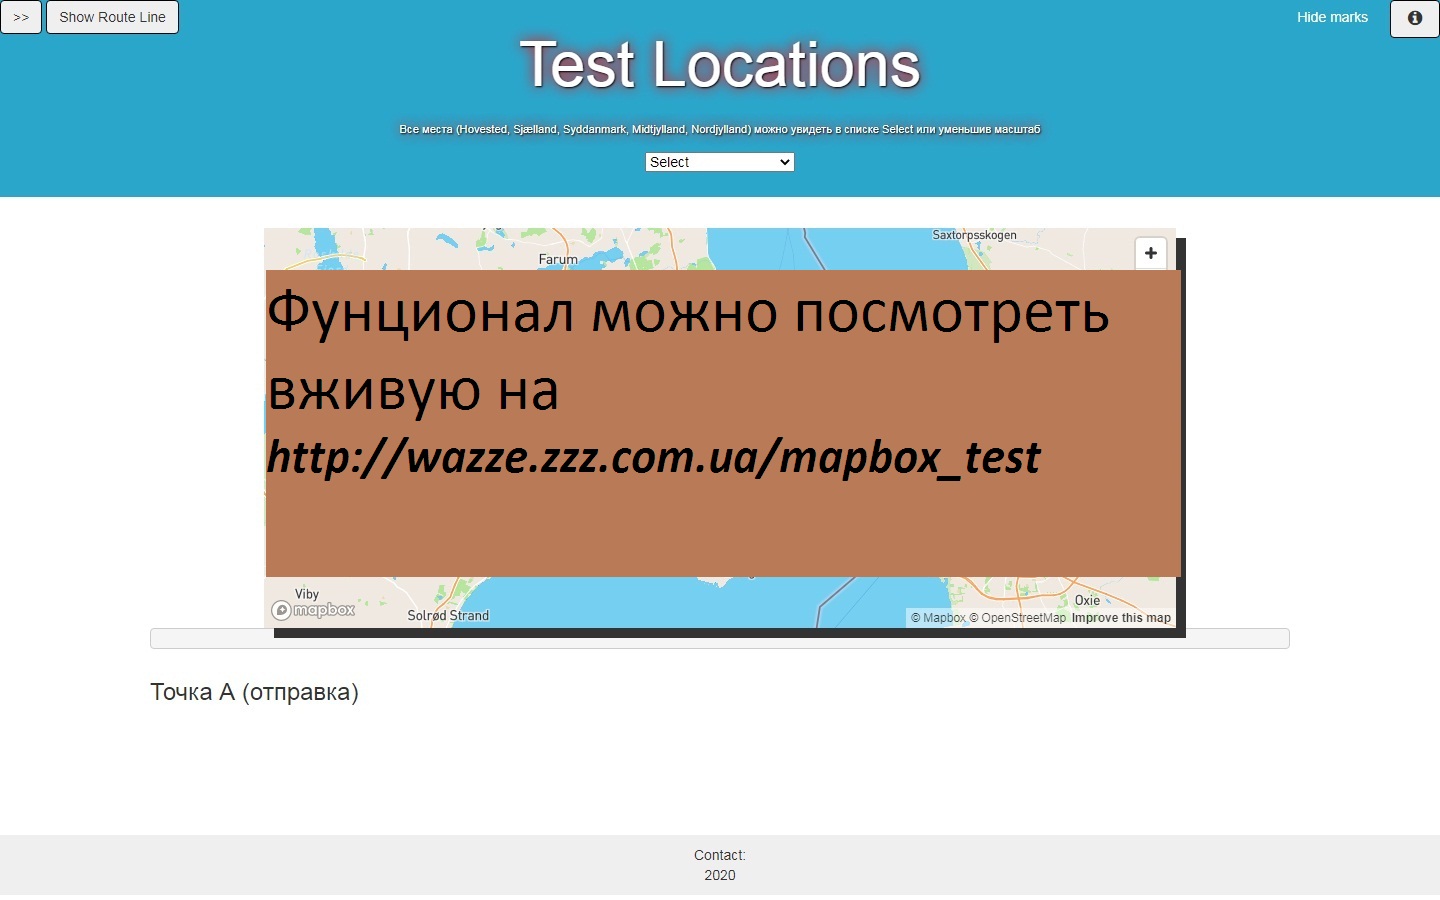 >>
Show Route Line
Hide marks
Test Locations
Все места (Hovested, Sjælland, Syddanmark, Midtjylland, Nordjylland) можно увидеть в списке Select или уменьшив масштаб
Select
Saxtorpsskogen
Farum
+
Фунционал можно посмотреть
вживую на
http://wazze.zzz.com.ua/mapbox_test
Viby
Oxie
mapbox
Solrød Strand
© Mapbox © OpenStreetMap Improve this map
Точка А (отправка)
Contact:
2020